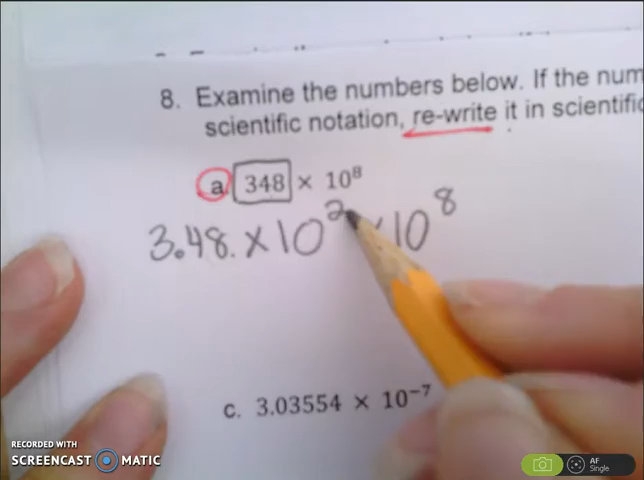 8. Examine the numbers below. If the num
scientific notation, re-write it in scientific
a 348 × 10⁸
3.48. × 10² × 10⁸
c. 3.03554 × 10⁻⁷
RECORDED WITH
SCREENCAST MATIC
AF
Single